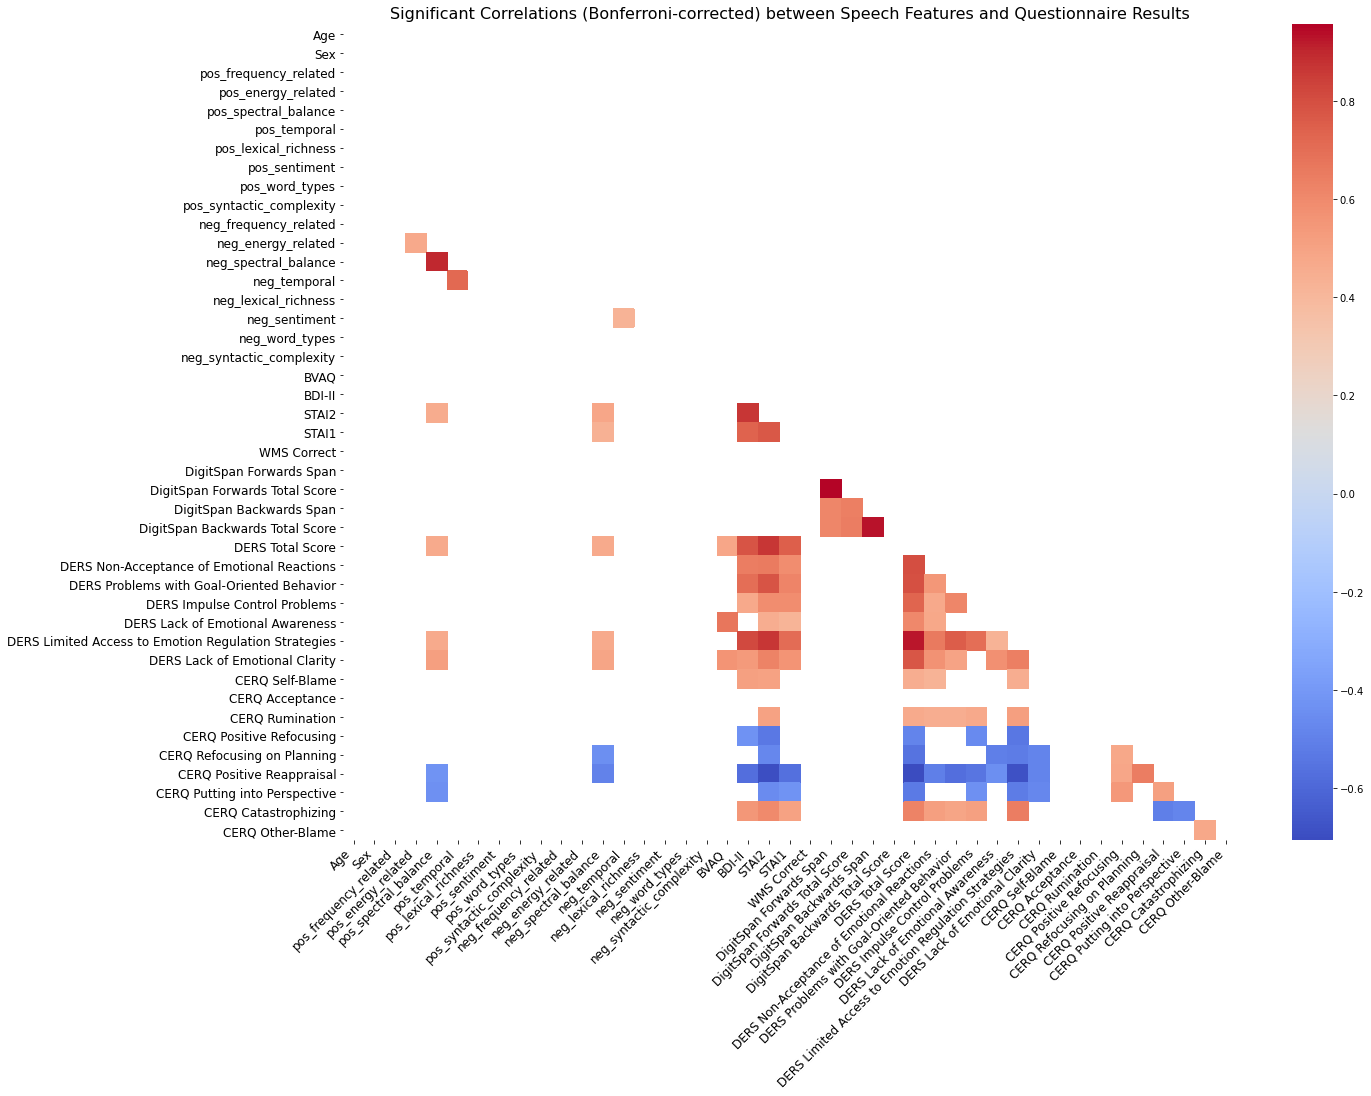 Significant Correlations (Bonferroni-corrected) between Speech Features and Questionnaire Results
Age
Sex
pos_frequency_related
pos_energy_related
pos_spectral_balance
pos_temporal
pos_lexical_richness
pos_sentiment
pos_word_types
pos_syntactic_complexity
neg_frequency_related
neg_energy_related
neg_spectral_balance
neg_temporal
neg_lexical_richness
neg_sentiment
neg_word_types
neg_syntactic_complexity
BVAQ
BDI-II
STAI2
STAI1
WMS Correct
DigitSpan Forwards Span
DigitSpan Forwards Total Score
DigitSpan Backwards Span
DigitSpan Backwards Total Score
DERS Total Score
DERS Non-Acceptance of Emotional Reactions
DERS Problems with Goal-Oriented Behavior
DERS Impulse Control Problems
DERS Lack of Emotional Awareness
DERS Limited Access to Emotion Regulation Strategies
DERS Lack of Emotional Clarity
CERQ Self-Blame
CERQ Acceptance
CERQ Rumination
CERQ Positive Refocusing
CERQ Refocusing on Planning
CERQ Positive Reappraisal
CERQ Putting into Perspective
CERQ Catastrophizing
CERQ Other-Blame
Age
Sex
pos_frequency_related
pos_energy_related
pos_spectral_balance
pos_temporal
pos_lexical_richness
pos_sentiment
pos_word_types
pos_syntactic_complexity
neg_frequency_related
neg_energy_related
neg_spectral_balance
neg_temporal
neg_lexical_richness
neg_sentiment
neg_word_types
neg_syntactic_complexity
BVAQ
BDI-II
STAI2
STAI1
WMS Correct
DigitSpan Forwards Span
DigitSpan Forwards Total Score
DigitSpan Backwards Span
DigitSpan Backwards Total Score
DERS Total Score
DERS Non-Acceptance of Emotional Reactions
DERS Problems with Goal-Oriented Behavior
DERS Impulse Control Problems
DERS Lack of Emotional Awareness
DERS Limited Access to Emotion Regulation Strategies
DERS Lack of Emotional Clarity
CERQ Self-Blame
CERQ Acceptance
CERQ Rumination
CERQ Positive Refocusing
CERQ Refocusing on Planning
CERQ Positive Reappraisal
CERQ Putting into Perspective
CERQ Catastrophizing
CERQ Other-Blame
0.8
0.6
0.4
0.2
0.0
−0.2
−0.4
−0.6